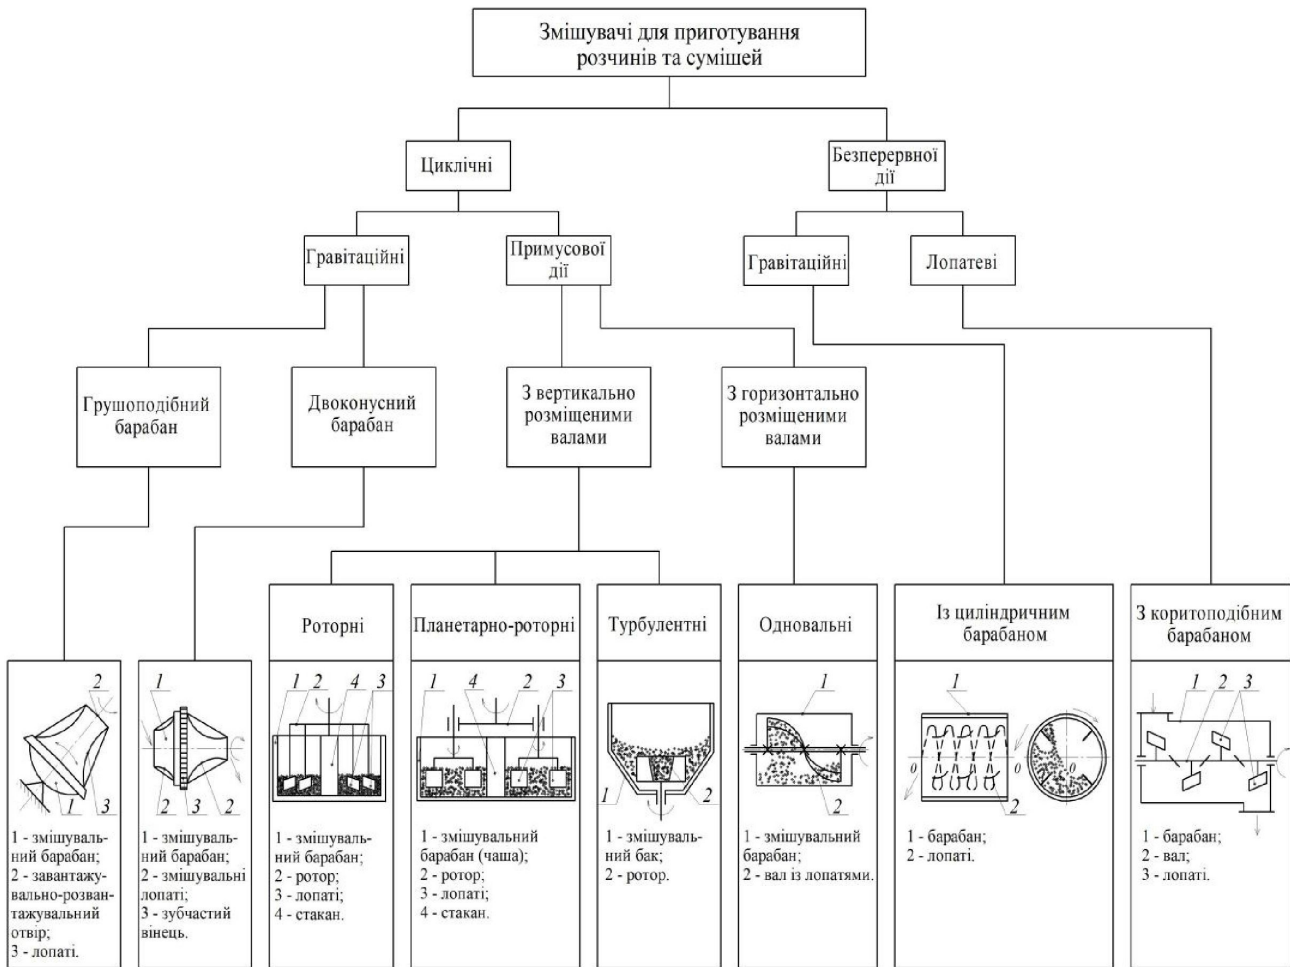 Змішувачі для приготування
розчинів та сумішей
Циклічні
Безперервної
дії
Гравітаційні
Примусової
дії
Гравітаційні
Лопатеві
Грушоподібний
барабан
Двоконусний
барабан
З вертикально
розміщеними
валами
З горизонтально
розміщеними
валами
Роторні
Планетарно-роторні
Турбулентні
Одновальні
Із циліндричним
барабаном
З коритоподібним
барабаном
2
1
3
1 - змішуваль-
ний барабан;
2 - завантажу-
вально-розван-
тажувальний
отвір;
3 - лопаті.
1
2 3 2
1 - змішуваль-
ний барабан;
2 - змішувальні
лопаті;
3 - зубчастий
вінець.
1 2 4 3
1 - змішуваль-
ний барабан;
2 - ротор;
3 - лопаті;
4 - стакан.
1 4 2 3
1 - змішувальний
барабан (чаша);
2 - ротор;
3 - лопаті;
4 - стакан.
1 2
1 - змішуваль-
ний бак;
2 - ротор.
1
2
1 - змішувальний
барабан;
2 - вал із лопатями.
1
0 0 0
2
1 - барабан;
2 - лопаті.
1 2 3
1 - барабан;
2 - вал;
3 - лопаті.